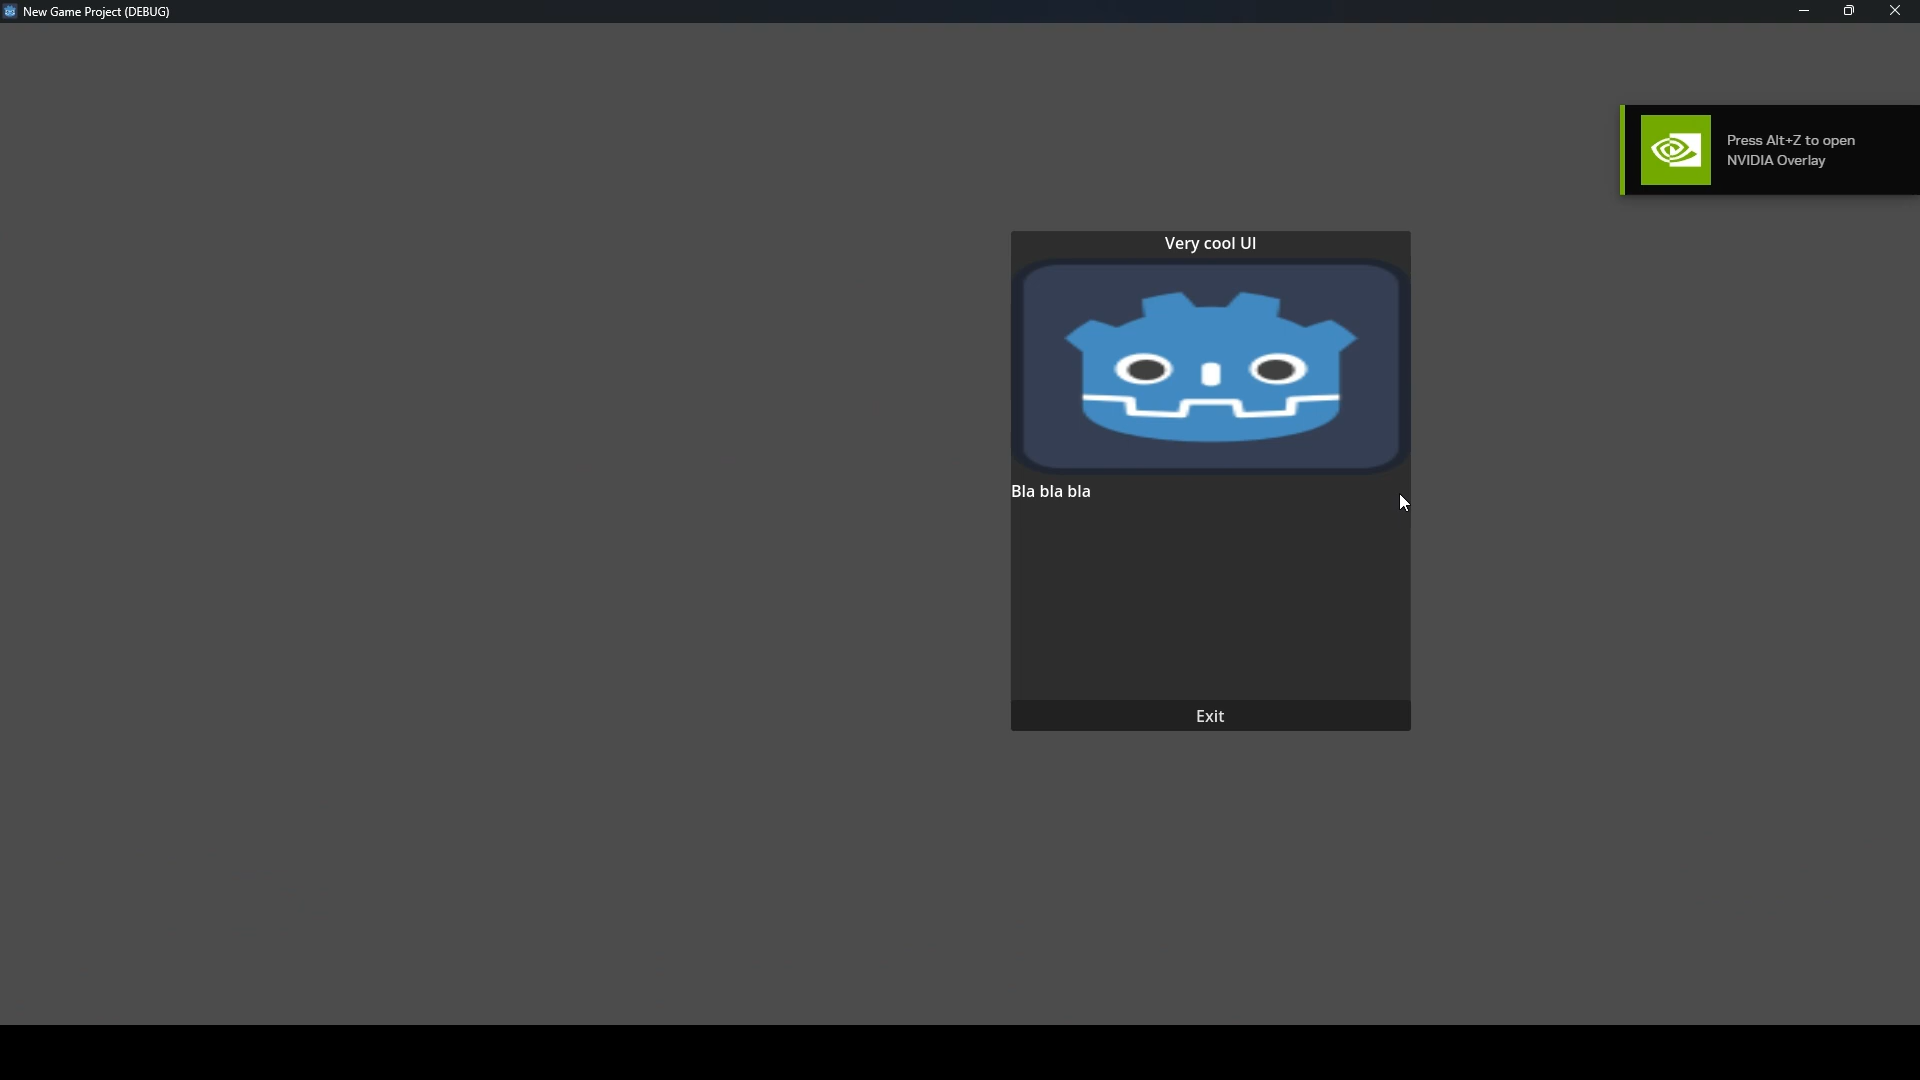 New Game Project (DEBUG)
Press Alt+Z to open
NVIDIA Overlay
Very cool UI
Bla bla bla
Exit